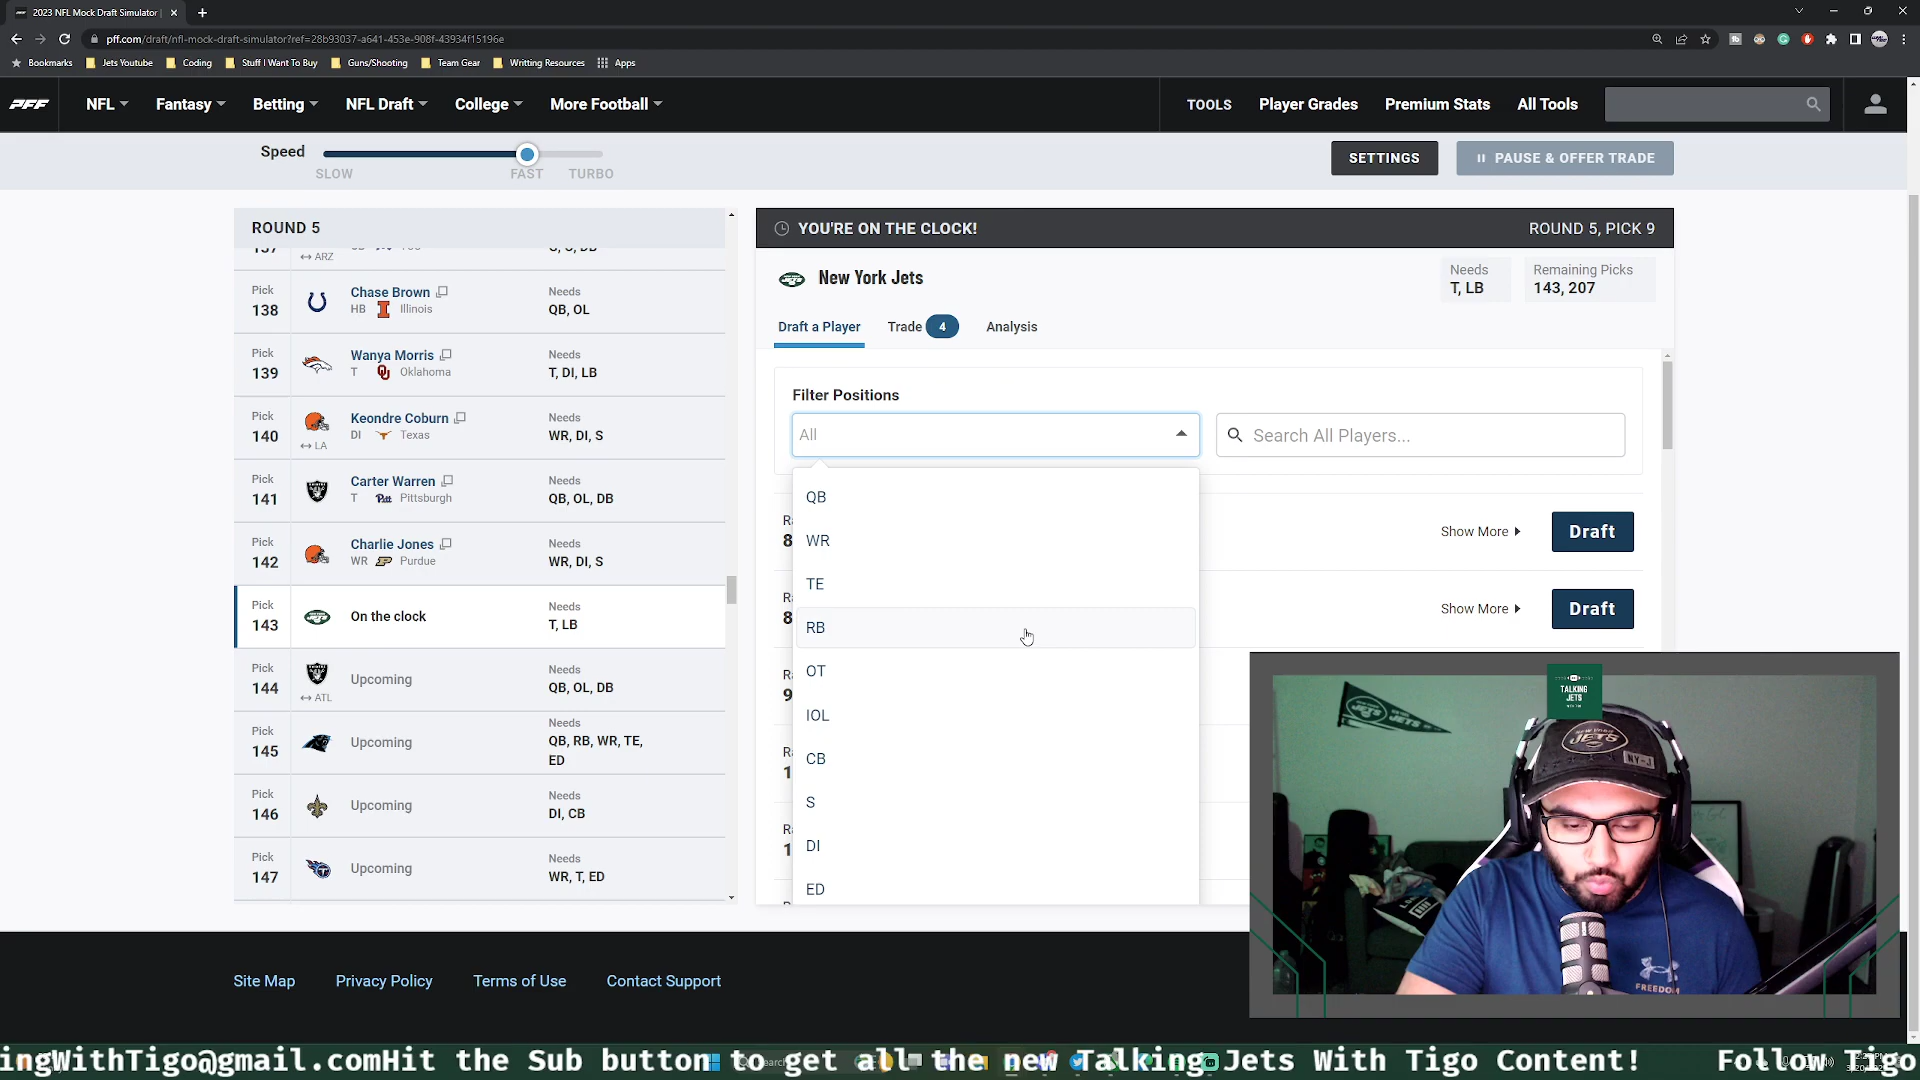 2023 NFL Mock Draft Simulator |
pff.com/draft/nfl-mock-draft-simulator?ref=28b93037-a641-453e-908f-43934f15196e
Bookmarks Jets Youtube Coding Stuff I Want To Buy Guns/Shooting Team Gear Writting Resources Apps
PFF NFL Fantasy Betting NFL Draft College More Football TOOLS Player Grades Premium Stats All Tools
Speed
SLOW FAST TURBO
SETTINGS PAUSE & OFFER TRADE
ROUND 5
137 ARZ
Pick 138 Chase Brown HB Illinois Needs QB, OL
Pick 139 Wanya Morris T Oklahoma Needs T, DI, LB
Pick 140 LA Keondre Coburn DI Texas Needs WR, DI, S
Pick 141 Carter Warren T Pitt Pittsburgh Needs QB, OL, DB
Pick 142 Charlie Jones WR Purdue Needs WR, DI, S
Pick 143 On the clock Needs T, LB
Pick 144 ATL Upcoming Needs QB, OL, DB
Pick 145 Upcoming Needs QB, RB, WR, TE, ED
Pick 146 Upcoming Needs DI, CB
Pick 147 Upcoming Needs WR, T, ED
YOU'RE ON THE CLOCK! ROUND 5, PICK 9
New York Jets
Needs T, LB
Remaining Picks 143, 207
Draft a Player Trade 4 Analysis
Filter Positions
All
Search All Players...
QB
WR
TE
RB
OT
IOL
CB
S
DI
ED
Show More Draft
Show More Draft
TALKING JETS
NEW YORK JETS
NY-J
FREEDOM
Site Map Privacy Policy Terms of Use Contact Support
ingWithTigo@gmail.comHit the Sub button to get all the new Talking Jets With Tigo Content! Follow Tigo